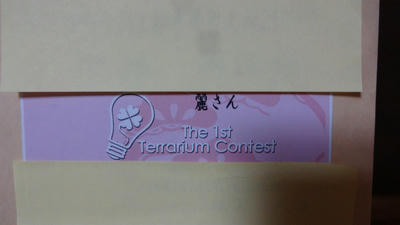 麗さん
The 1st
Terrarium Contest